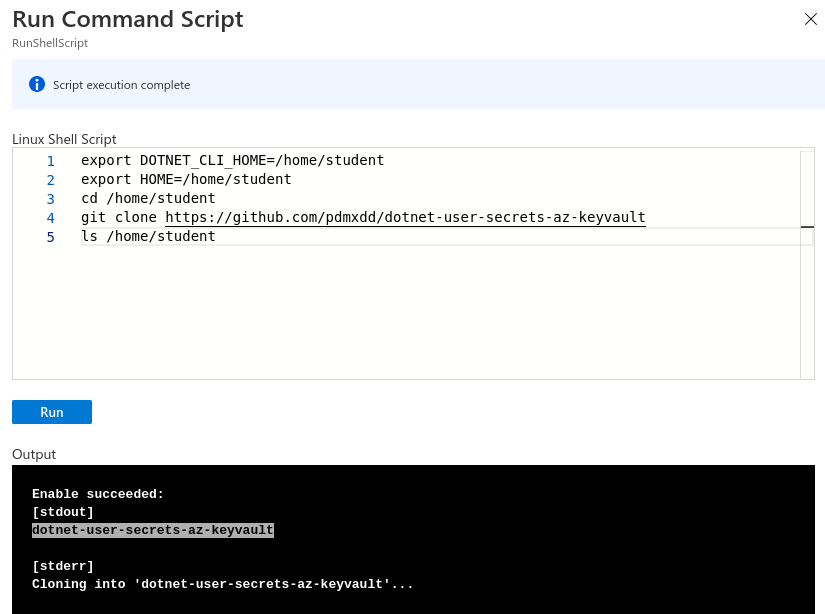 Run Command Script
RunShellScript
Script execution complete
Linux Shell Script
1 export DOTNET_CLI_HOME=/home/student
2 export HOME=/home/student
3 cd /home/student
4 git clone https://github.com/pdmxdd/dotnet-user-secrets-az-keyvault
5 ls /home/student
Run
Output
Enable succeeded:
[stdout]
dotnet-user-secrets-az-keyvault
[stderr]
Cloning into 'dotnet-user-secrets-az-keyvault'...